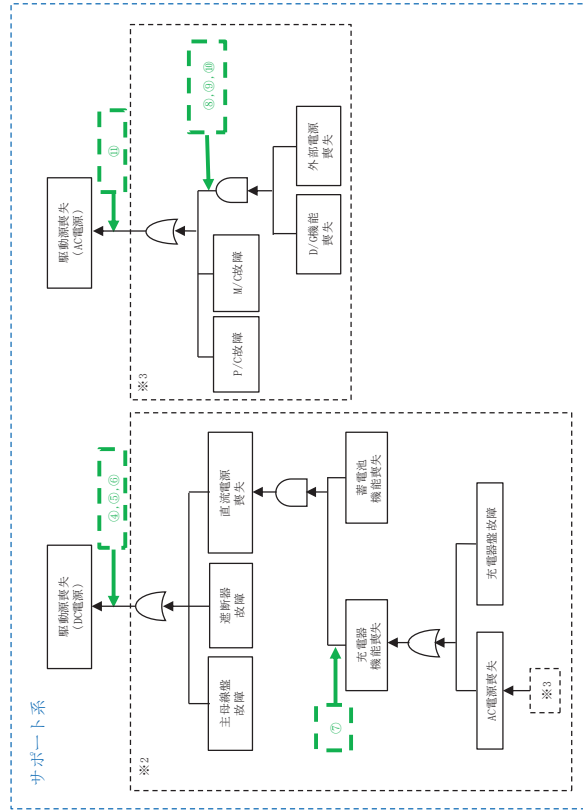 サポート系
駆動源喪失
(DC電源)
④,⑤,⑥
※2
主母線盤
故障
遮断器
故障
直流電源
喪失
⑦
充電器
機能喪失
蓄電池
機能喪失
AC電源喪失
充電器盤故障
※3
駆動源喪失
(AC電源)
⑪
※3
P/C故障
M/C故障
⑧,⑨,⑩
D/G機能
喪失
外部電源
喪失